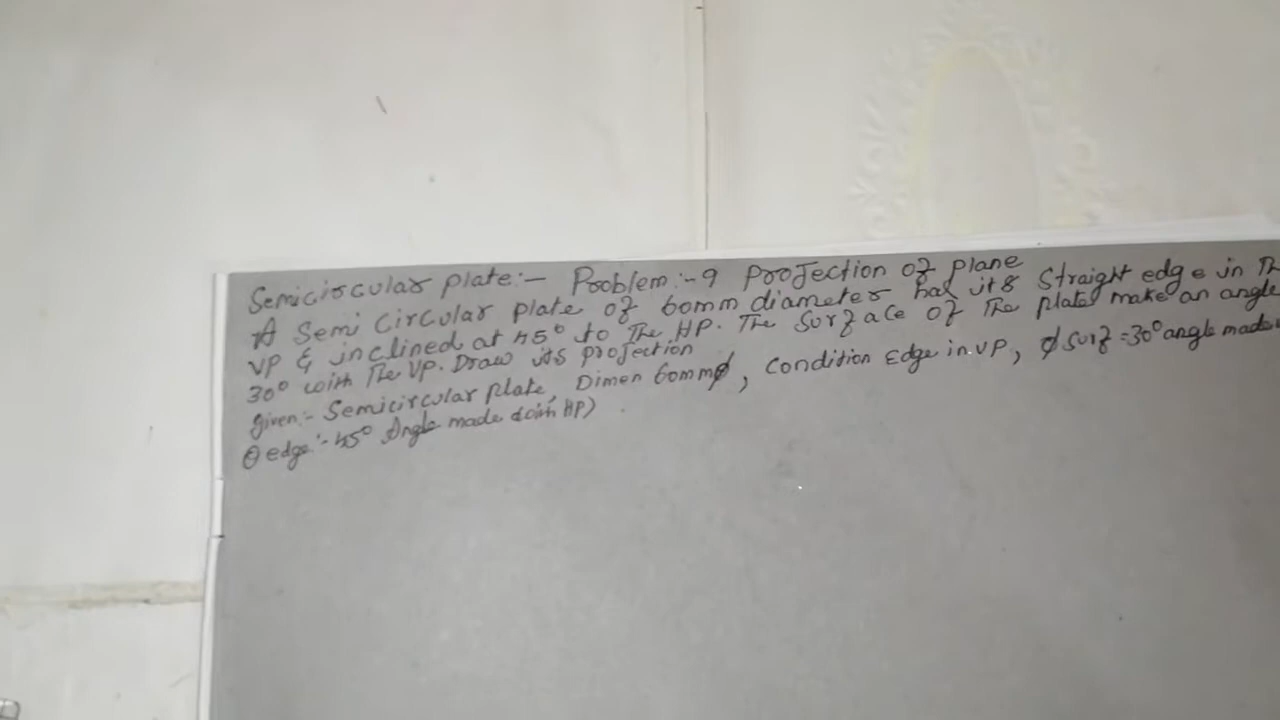 Semicircular plate:- Problem:-9 Projection of plane
A Semi Circular plate of 60mm diameter has its Straight edge in Th
VP & inclined at 45° to The HP. The Surface of The plate make an angle
30° with The VP. Draw its projection
given:- Semicircular plate, Dimen 60mmϕ, Condition Edge in VP, ϕ surf =30° angle made
θ edge:- 45° Angle made with HP)